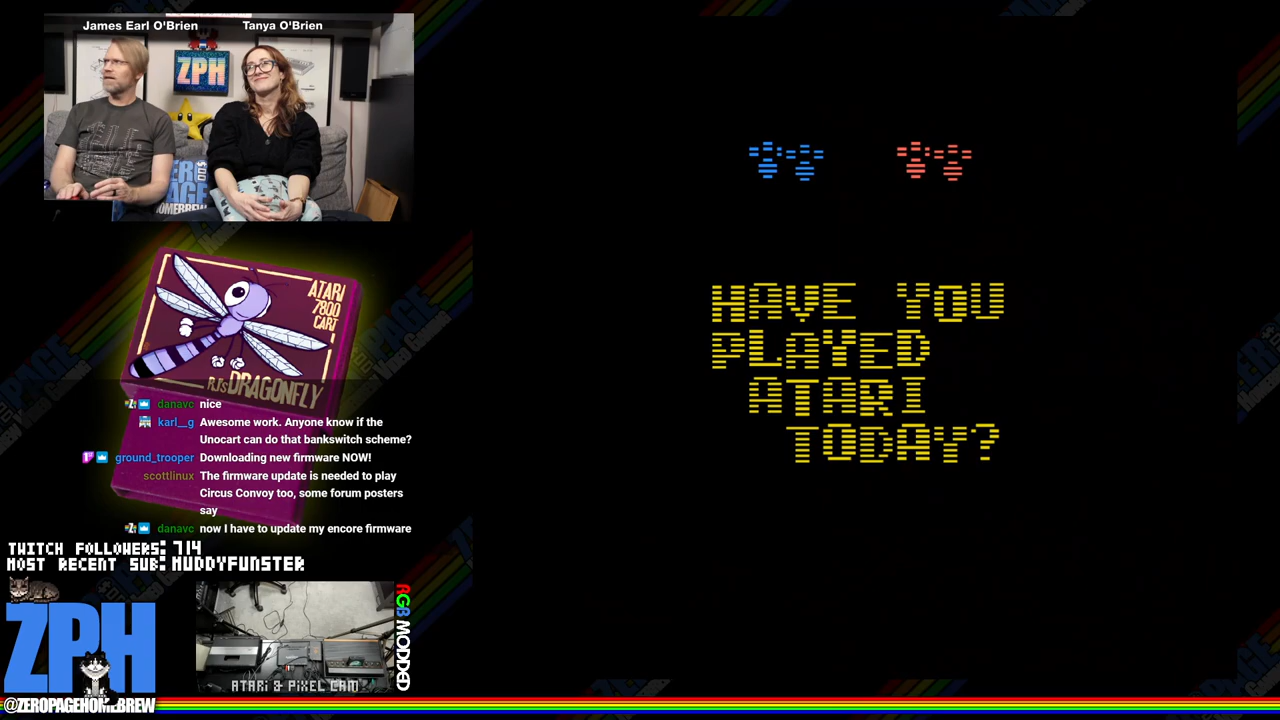 James Earl O'Brien
Tanya O'Brien
ZPH
HAVE YOU
PLAYED
ATARI
TODAY?
ATARI
7800
CART
RJ's DRAGONFLY
danavc nice
karl__g Awesome work. Anyone know if the
Unocart can do that bankswitch scheme?
ground_trooper Downloading new firmware NOW!
scottlinux The firmware update is needed to play
Circus Convoy too, some forum posters
say
danavc now I have to update my encore firmware
TWITCH FOLLOWERS: 714
MOST RECENT SUB: MUDDYFUNSTER
ZPH
@ZEROPAGEHOMEBREW
ATARI & PIXEL CAM
RGB MODDED